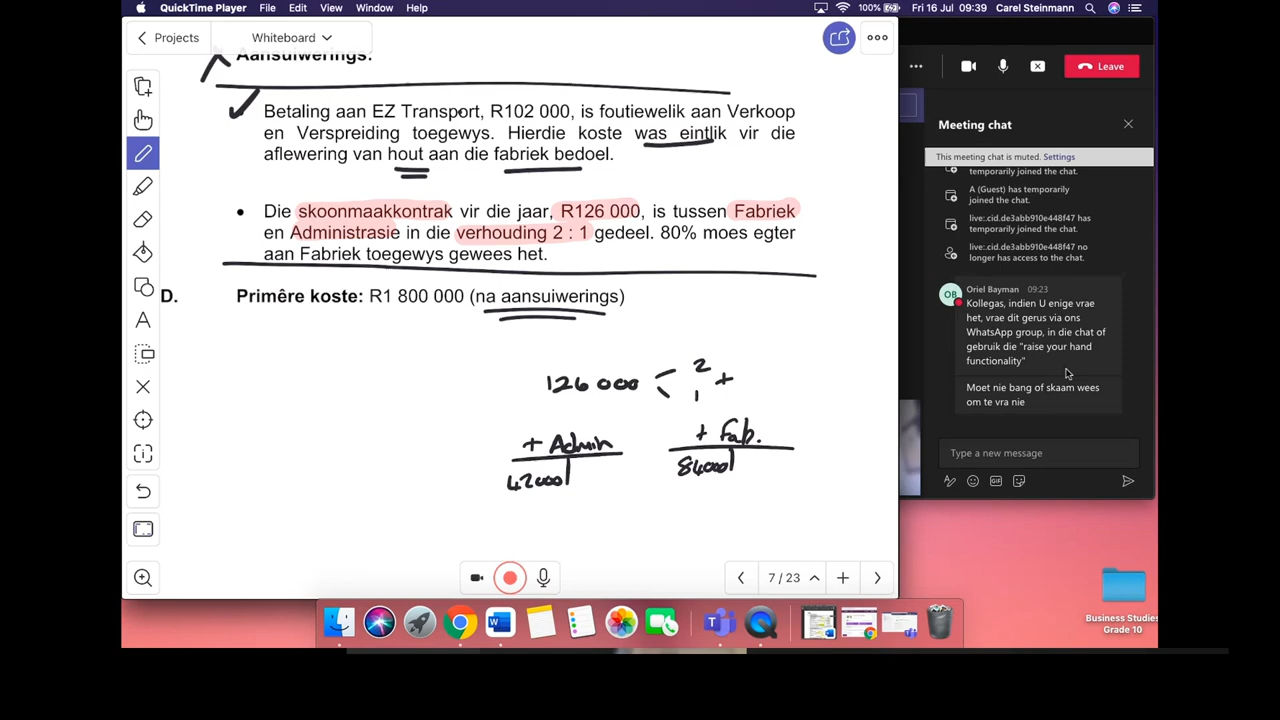 QuickTime Player File Edit View Window Help 100% Fri 16 Jul 09:39 Carel Steinmann
Projects Whiteboard
Aansuiwerings:
Betaling aan EZ Transport, R102 000, is foutiewelik aan Verkoop
en Verspreiding toegewys. Hierdie koste was eintlik vir die
aflewering van hout aan die fabriek bedoel.
• Die skoonmaakkontrak vir die jaar, R126 000, is tussen Fabriek
en Administrasie in die verhouding 2 : 1 gedeel. 80% moes egter
aan Fabriek toegewys gewees het.
D. Primêre koste: R1 800 000 (na aansuiwerings)
126 000 < 2 +
1
+ Admin + Fab.
42000 84000
7 / 23
Leave
Meeting chat
This meeting chat is muted. Settings
temporarily joined the chat.
A (Guest) has temporarily
joined the chat.
live:.cid.de3abb910e448f47 has
temporarily joined the chat.
live:.cid.de3abb910e448f47 no
longer has access to the chat.
OB Oriel Bayman 09:23
Kollegas, indien U enige vrae
het, vrae dit gerus via ons
WhatsApp group, in die chat of
gebruik die "raise your hand
functionality"
Moet nie bang of skaam wees
om te vra nie
Type a new message
GIF
Business Studies
Grade 10